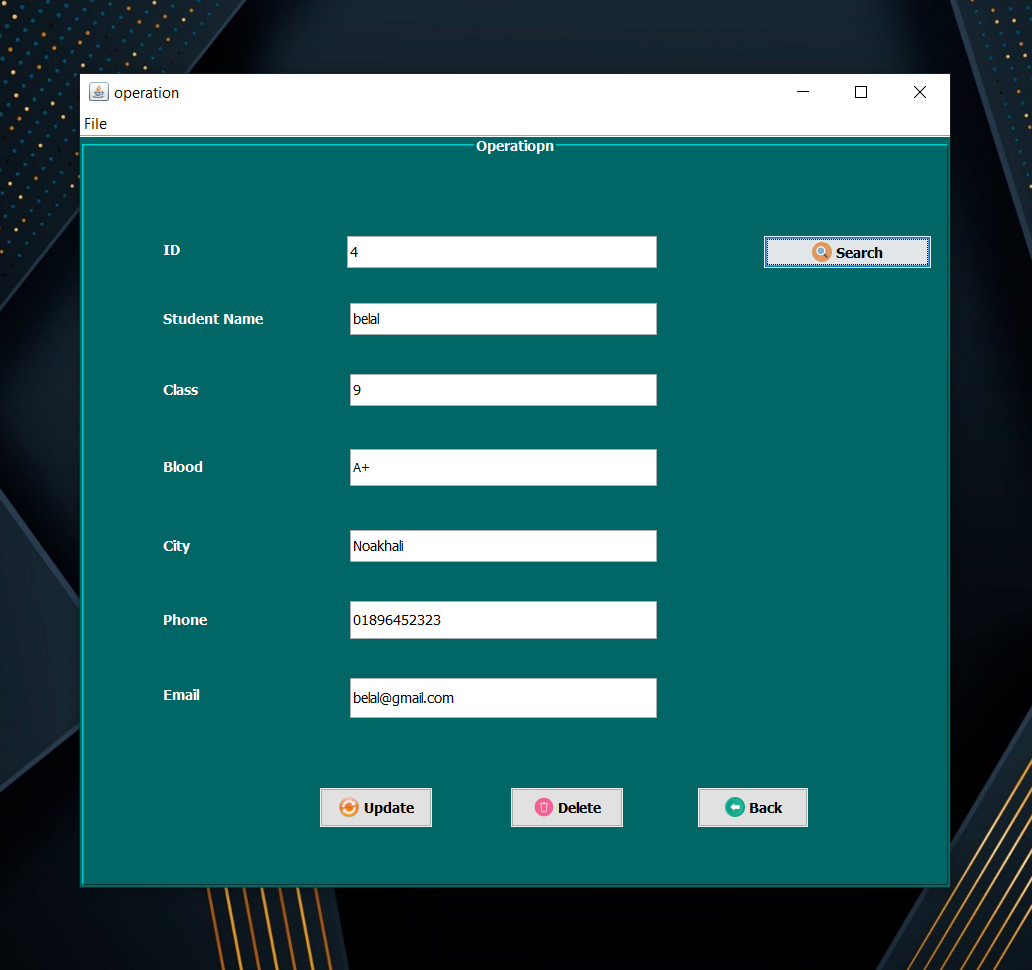 operation
File
Operatiopn
ID 4 Search
Student Name belal
Class 9
Blood A+
City Noakhali
Phone 01896452323
Email belal@gmail.com
Update Delete Back